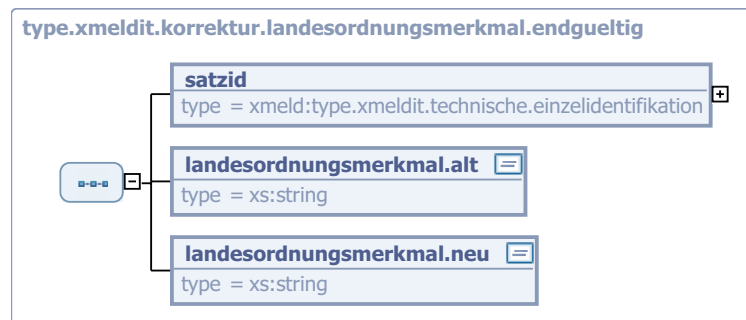 type.xmeldit.korrektur.landesordnungsmerkmal.endgueltig
satzid
type = xmeld:type.xmeldit.technische.einzelidentifikation
landesordnungsmerkmal.alt
type = xs:string
landesordnungsmerkmal.neu
type = xs:string